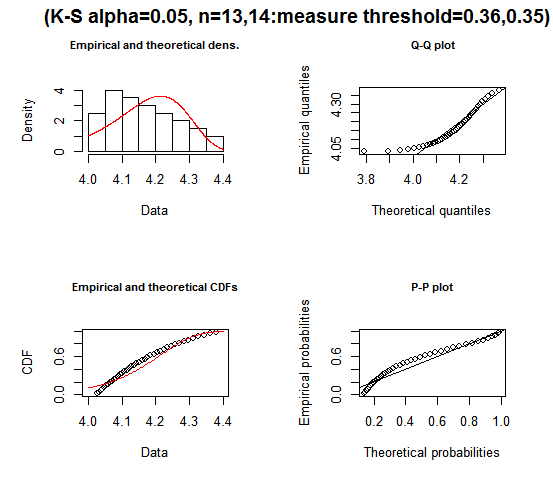 (K-S alpha=0.05, n=13,14:measure threshold=0.36,0.35)
Empirical and theoretical dens.
Density
0 2 4
4.0 4.1 4.2 4.3 4.4
Data
Q-Q plot
Empirical quantiles
4.05 4.30
3.8 4.0 4.2
Theoretical quantiles
Empirical and theoretical CDFs
CDF
0.0 0.6
4.0 4.1 4.2 4.3 4.4
Data
P-P plot
Empirical probabilities
0.0 0.6
0.2 0.4 0.6 0.8 1.0
Theoretical probabilities